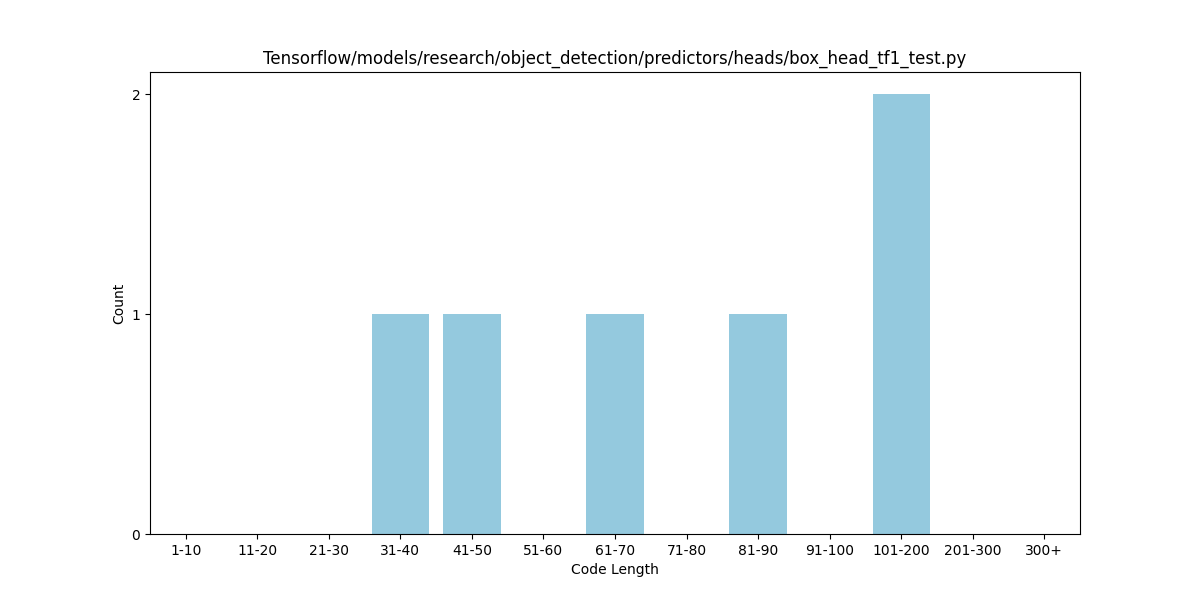 Tensorflow/models/research/object_detection/predictors/heads/box_head_tf1_test.py
2
1
0
Count
1-10 11-20 21-30 31-40 41-50 51-60 61-70 71-80 81-90 91-100 101-200 201-300 300+
Code Length